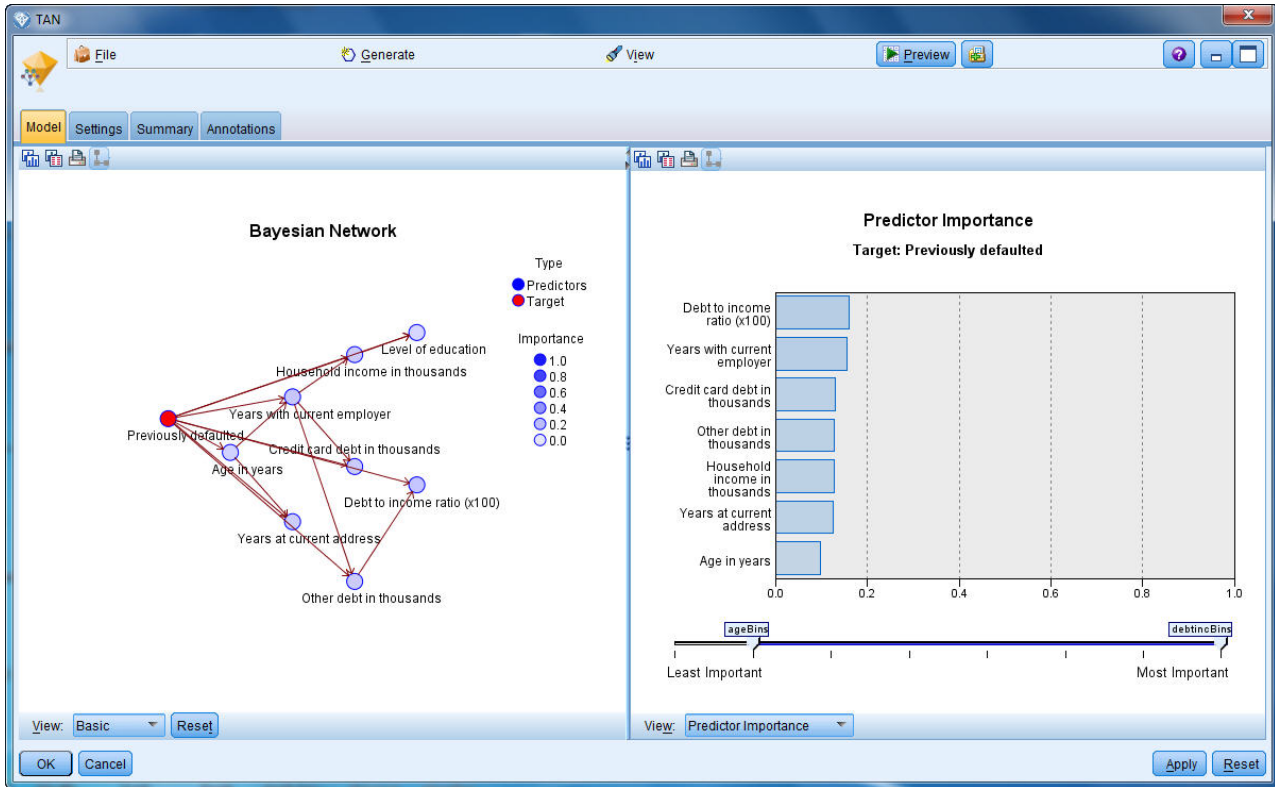 TAN
File
Generate
View
Preview
Model
Settings
Summary
Annotations
Bayesian Network
Type
Predictors
Target
Importance
1.0
0.8
0.6
0.4
0.2
0.0
Level of education
Household income in thousands
Years with current employer
Previously defaulted
Credit card debt in thousands
Age in years
Debt to income ratio (x100)
Years at current address
Other debt in thousands
View:
Basic
Reset
Predictor Importance
Target: Previously defaulted
Debt to income
ratio (x100)
Years with current
employer
Credit card debt in
thousands
Other debt in
thousands
Household
income in
thousands
Years at current
address
Age in years
0.0
0.2
0.4
0.6
0.8
1.0
ageBins
debtincBins
Least Important
Most Important
View:
Predictor Importance
OK
Cancel
Apply
Reset